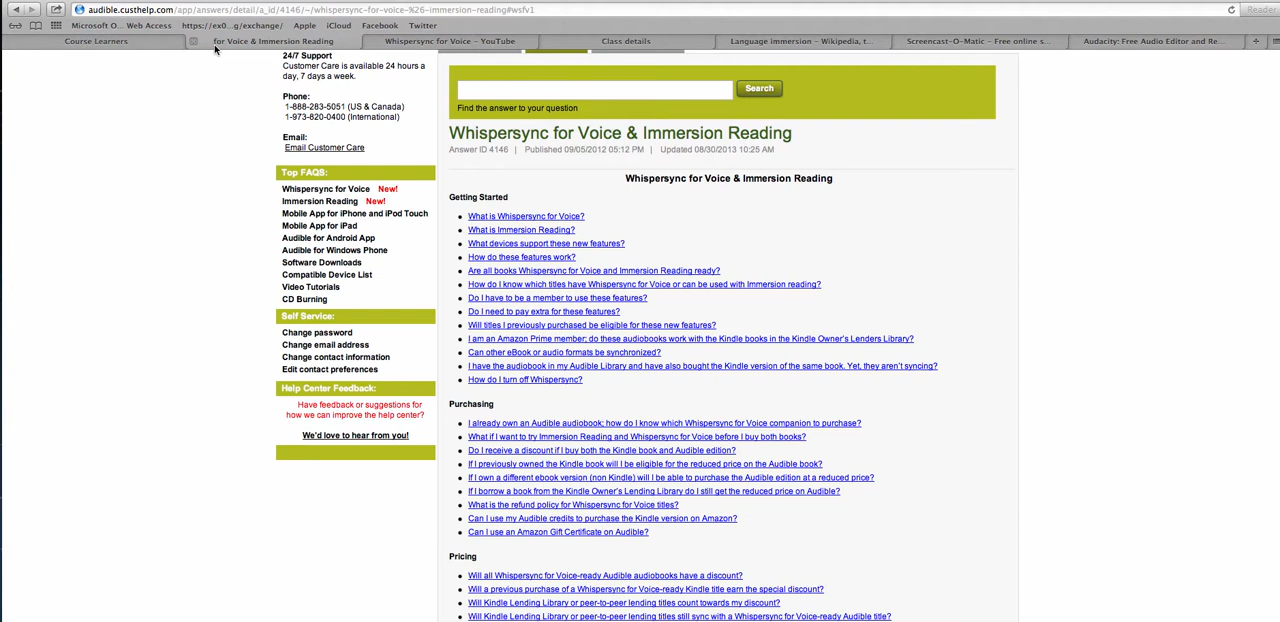 audible.custhelp.com/app/answers/detail/a_id/4146/~/whispersync-for-voice-%26-immersion-reading#wsfv1
Reader
Microsoft O... Web Access
https://ex0...g/exchange/
Apple
iCloud
Facebook
Twitter
Course Learners
for Voice & Immersion Reading
Whispersync for Voice – YouTube
Class details
Language immersion – Wikipedia, t...
Screencast-O-Matic – Free online s...
Audacity: Free Audio Editor and Re...
24/7 Support
Customer Care is available 24 hours a
day, 7 days a week.
Phone:
1-888-283-5051 (US & Canada)
1-973-820-0400 (International)
Email:
Email Customer Care
Top FAQS:
Whispersync for Voice New!
Immersion Reading New!
Mobile App for iPhone and iPod Touch
Mobile App for iPad
Audible for Android App
Audible for Windows Phone
Software Downloads
Compatible Device List
Video Tutorials
CD Burning
Self Service:
Change password
Change email address
Change contact information
Edit contact preferences
Help Center Feedback:
Have feedback or suggestions for
how we can improve the help center?
We'd love to hear from you!
Search
Find the answer to your question
Whispersync for Voice & Immersion Reading
Answer ID 4146 | Published 09/05/2012 05:12 PM | Updated 08/30/2013 10:25 AM
Whispersync for Voice & Immersion Reading
Getting Started
What is Whispersync for Voice?
What is Immersion Reading?
What devices support these new features?
How do these features work?
Are all books Whispersync for Voice and Immersion Reading ready?
How do I know which titles have Whispersync for Voice or can be used with Immersion reading?
Do I have to be a member to use these features?
Do I need to pay extra for these features?
Will titles I previously purchased be eligible for these new features?
I am an Amazon Prime member; do these audiobooks work with the Kindle books in the Kindle Owner's Lenders Library?
Can other eBook or audio formats be synchronized?
I have the audiobook in my Audible Library and have also bought the Kindle version of the same book. Yet, they aren't syncing?
How do I turn off Whispersync?
Purchasing
I already own an Audible audiobook; how do I know which Whispersync for Voice companion to purchase?
What if I want to try Immersion Reading and Whispersync for Voice before I buy both books?
Do I receive a discount if I buy both the Kindle book and Audible edition?
If I previously owned the Kindle book will I be eligible for the reduced price on the Audible book?
If I own a different ebook version (non Kindle) will I be able to purchase the Audible edition at a reduced price?
If I borrow a book from the Kindle Owner's Lending Library do I still get the reduced price on Audible?
What is the refund policy for Whispersync for Voice titles?
Can I use my Audible credits to purchase the Kindle version on Amazon?
Can I use an Amazon Gift Certificate on Audible?
Pricing
Will all Whispersync for Voice-ready Audible audiobooks have a discount?
Will a previous purchase of a Whispersync for Voice-ready Kindle title earn the special discount?
Will Kindle Lending Library or peer-to-peer lending titles count towards my discount?
Will Kindle Lending Library or peer-to-peer lending titles still sync with a Whispersync for Voice-ready Audible title?